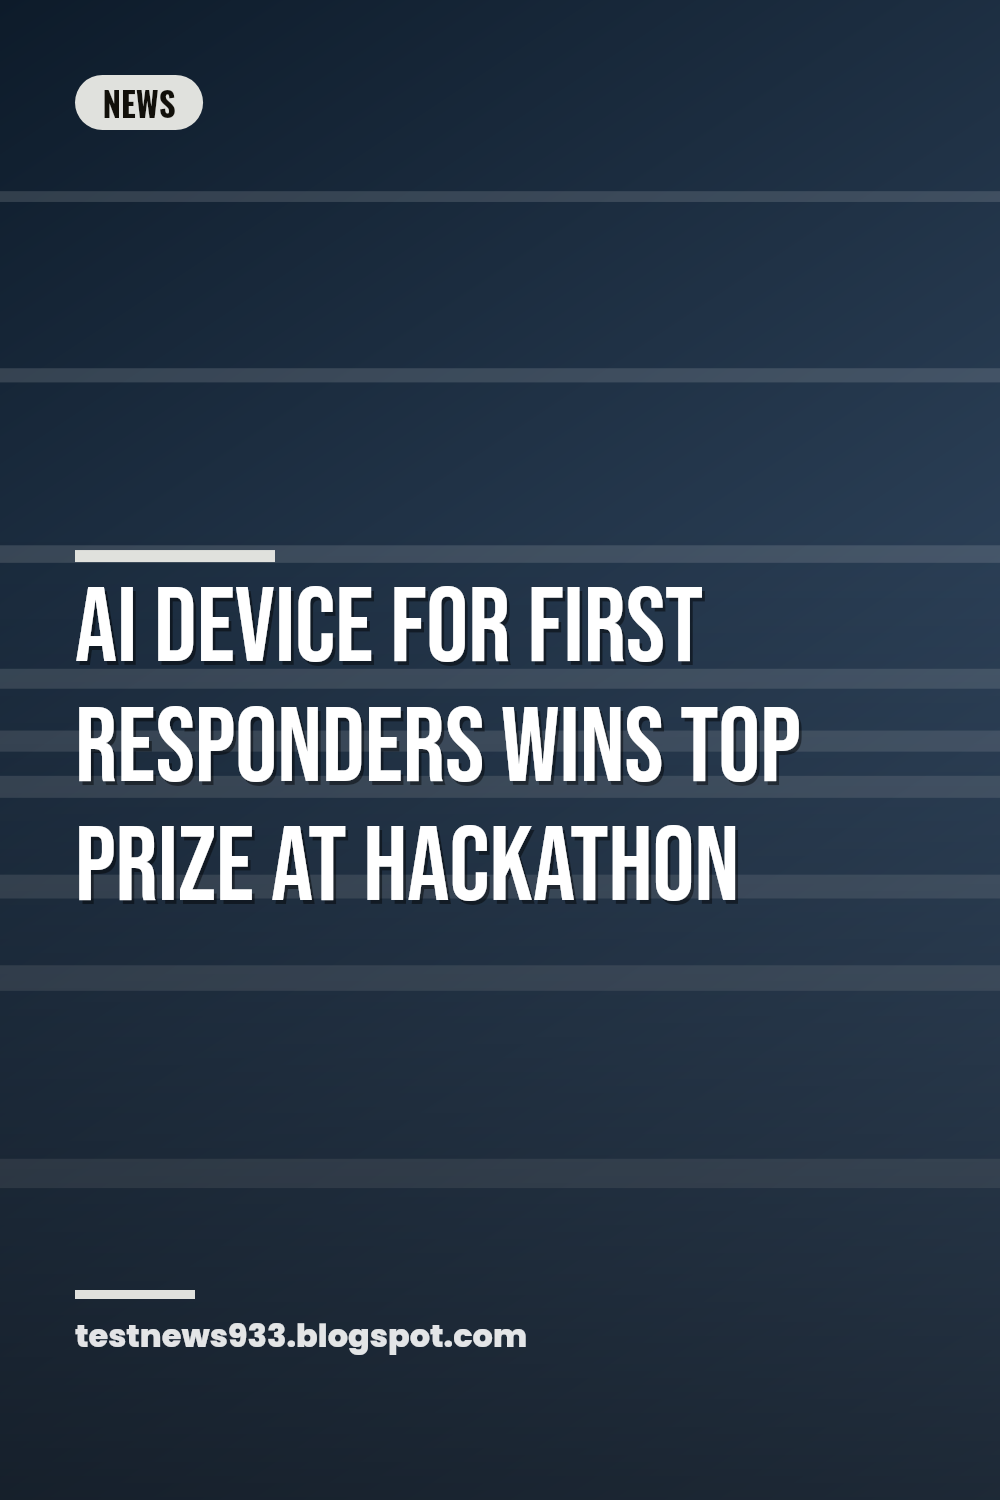 NEWS
AI DEVICE FOR FIRST
RESPONDERS WINS TOP
PRIZE AT HACKATHON
testnews933.blogspot.com